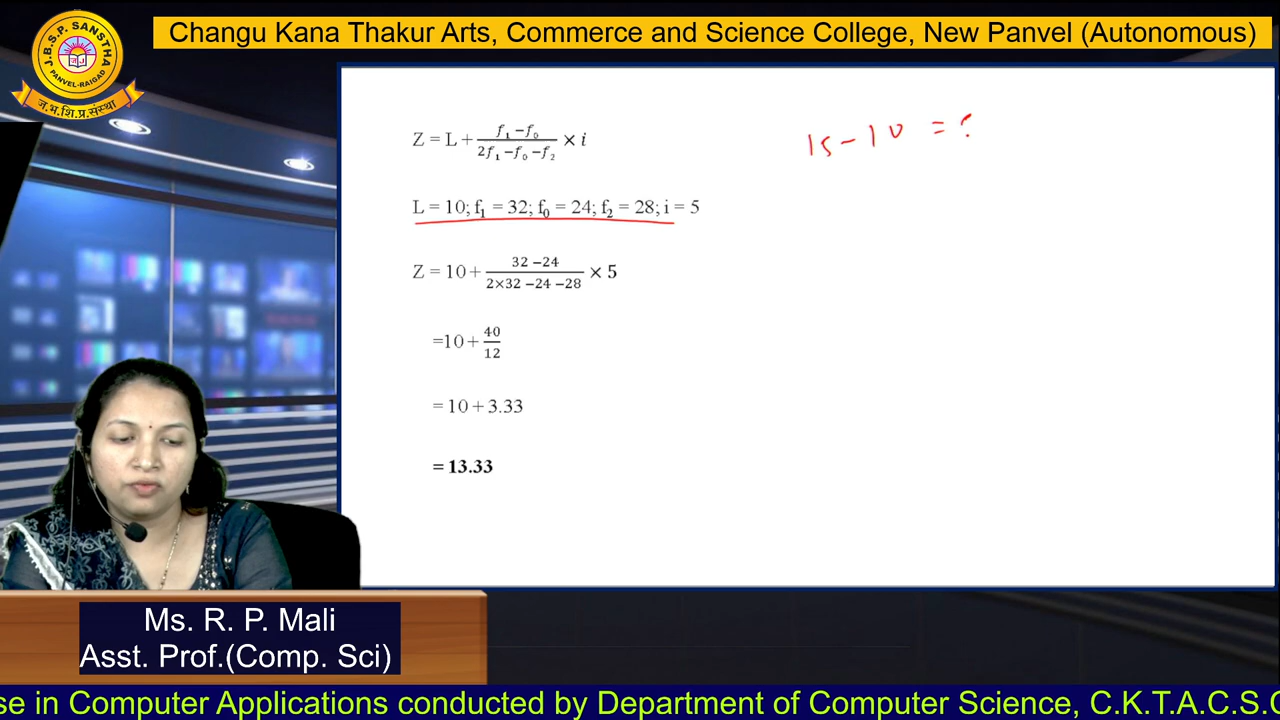 Changu Kana Thakur Arts, Commerce and Science College, New Panvel (Autonomous)
J.B.S.P. SANSTHA
PANVEL-RAIGAD
ज.भ.शि.प्र.संस्था
Z = L + (f₁ – f₀)/(2f₁ – f₀ – f₂) × i
15 – 10 = ?
L = 10; f₁ = 32; f₀ = 24; f₂ = 28; i = 5
Z = 10 + (32 – 24)/(2×32 – 24 – 28) × 5
=10 + 40/12
= 10 + 3.33
= 13.33
Ms. R. P. Mali
Asst. Prof.(Comp. Sci)
se in Computer Applications conducted by Department of Computer Science, C.K.T.A.C.S.C